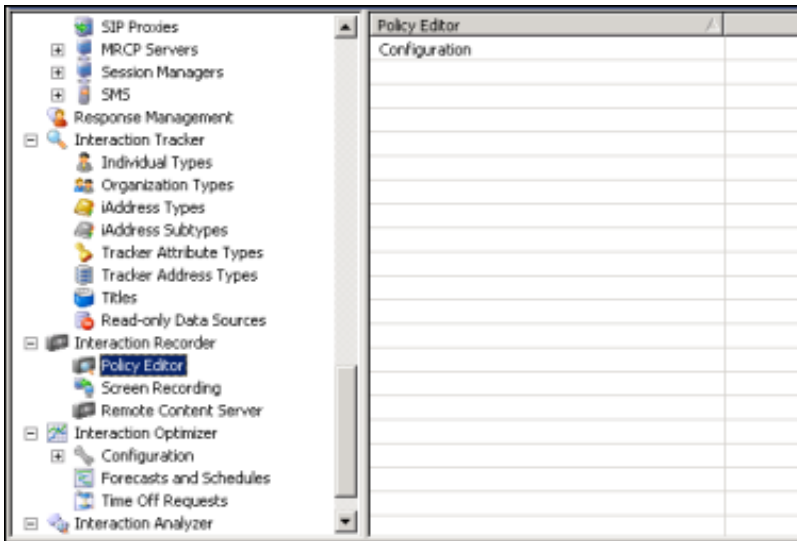 SIP Proxies
MRCP Servers
Session Managers
SMS
Response Management
Interaction Tracker
Individual Types
Organization Types
iAddress Types
iAddress Subtypes
Tracker Attribute Types
Tracker Address Types
Titles
Read-only Data Sources
Interaction Recorder
Policy Editor
Screen Recording
Remote Content Server
Interaction Optimizer
Configuration
Forecasts and Schedules
Time Off Requests
Interaction Analyzer
Policy Editor
Configuration